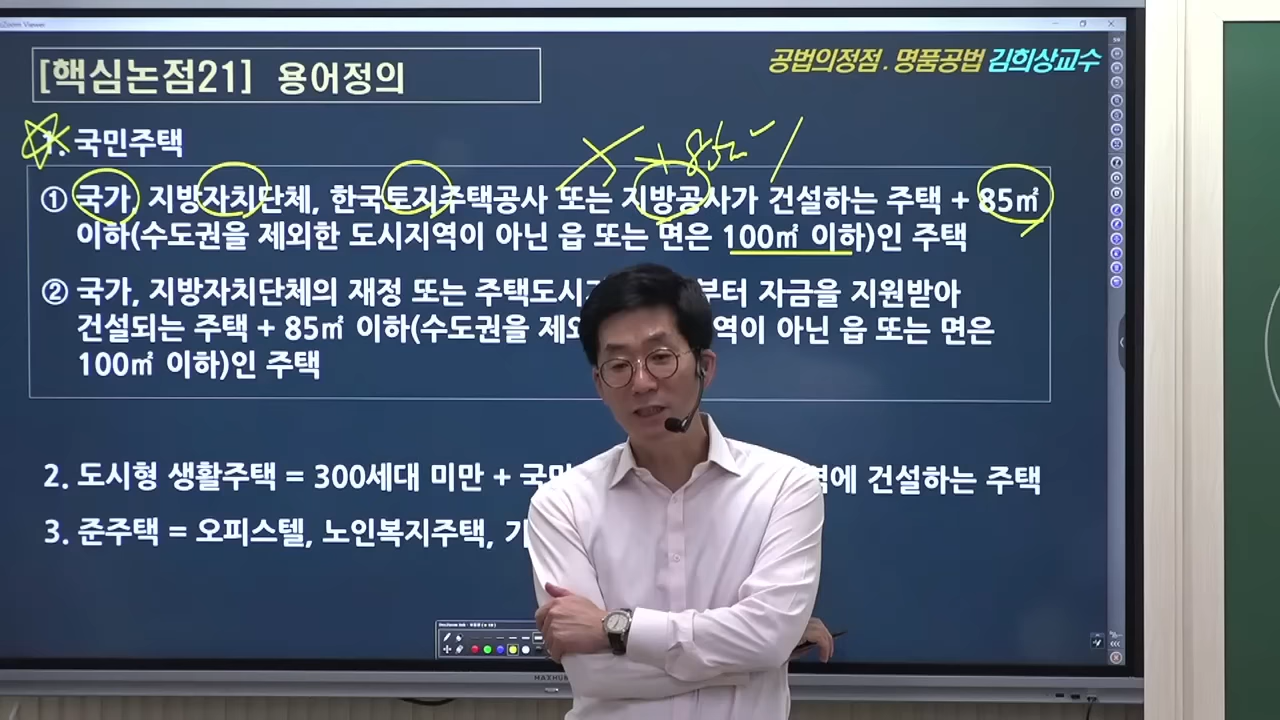 공법의정점. 명품공법 김희상교수
[핵심논점21] 용어정의
1. 국민주택
① 국가, 지방자치단체, 한국토지주택공사 또는 지방공사가 건설하는 주택 + 85㎡
이하(수도권을 제외한 도시지역이 아닌 읍 또는 면은 100㎡ 이하)인 주택
② 국가, 지방자치단체의 재정 또는 주택도시 부터 자금을 지원받아
건설되는 주택 + 85㎡ 이하(수도권을 제 역이 아닌 읍 또는 면은
100㎡ 이하)인 주택
2. 도시형 생활주택 = 300세대 미만 + 국 에 건설하는 주택
3. 준주택 = 오피스텔, 노인복지주택, 기
MAXHUB